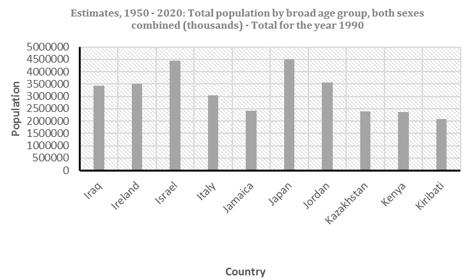 Estimates, 1950 - 2020: Total population by broad age group, both sexes
combined (thousands) - Total for the year 1990
Population
5000000
4500000
4000000
3500000
3000000
2500000
2000000
1500000
1000000
500000
0
Iraq
Ireland
Israel
Italy
Jamaica
Japan
Jordan
Kazakhstan
Kenya
Kiribati
Country